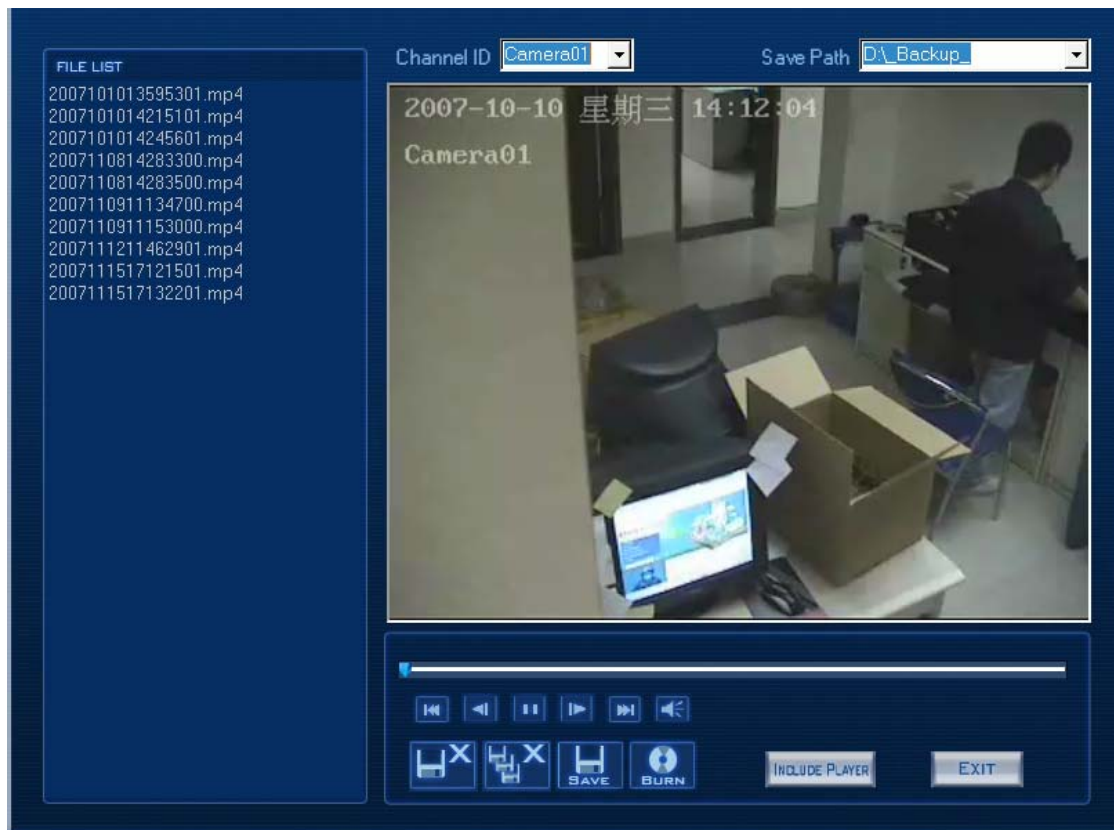 Channel ID Camera01 Save Path D:\_Backup_
FILE LIST
2007101013595301.mp4
2007101014215101.mp4
2007101014245601.mp4
2007110814283300.mp4
2007110814283500.mp4
2007110911134700.mp4
2007110911153000.mp4
2007111211462901.mp4
2007111517121501.mp4
2007111517132201.mp4
2007-10-10 星期三 14:12:04
Camera01
SAVE
BURN
INCLUDE PLAYER
EXIT